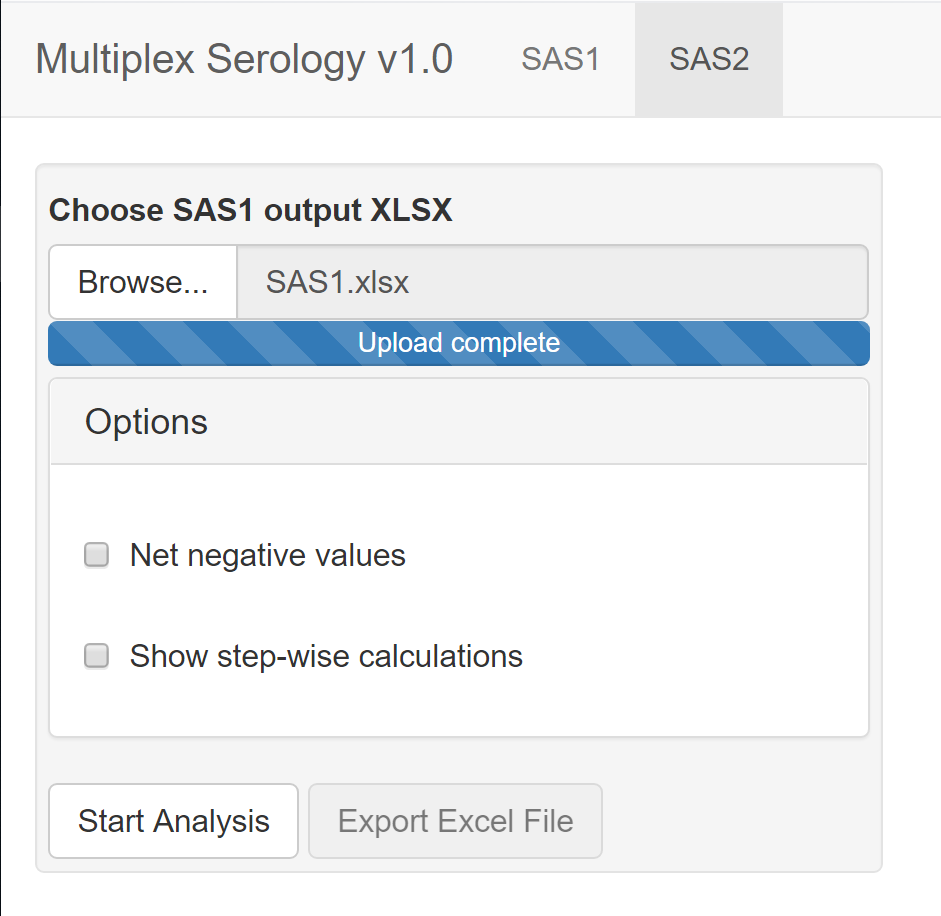 Multiplex Serology v1.0 SAS1 SAS2
Choose SAS1 output XLSX
Browse... SAS1.xlsx
Upload complete
Options
Net negative values
Show step-wise calculations
Start Analysis Export Excel File